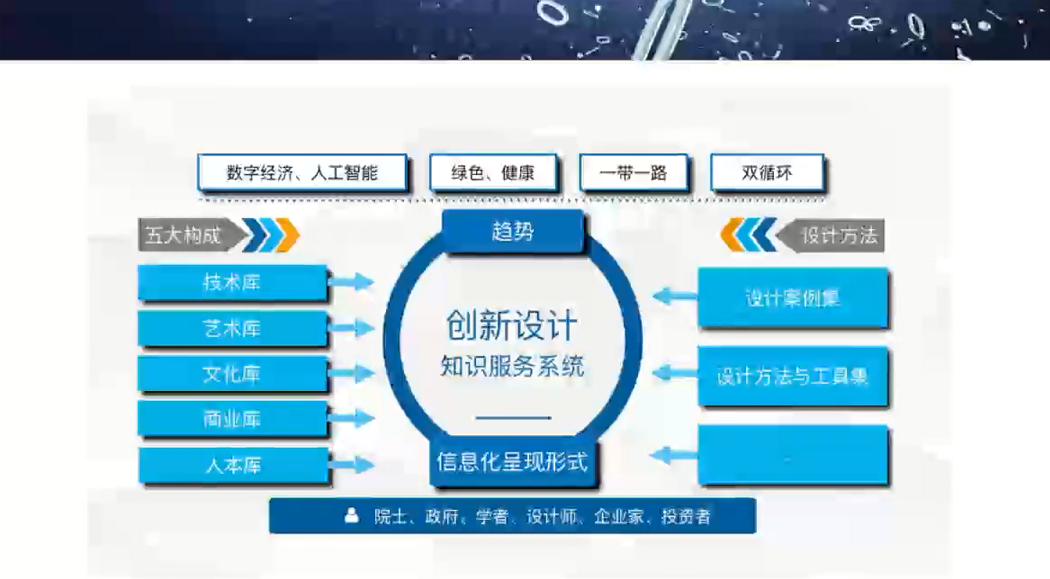 数字经济、人工智能
绿色、健康
一带一路
双循环
趋势
五大构成
设计方法
技术库
艺术库
文化库
商业库
人本库
创新设计
知识服务系统
设计案例集
设计方法与工具集
信息化呈现形式
院士、政府、学者、设计师、企业家、投资者